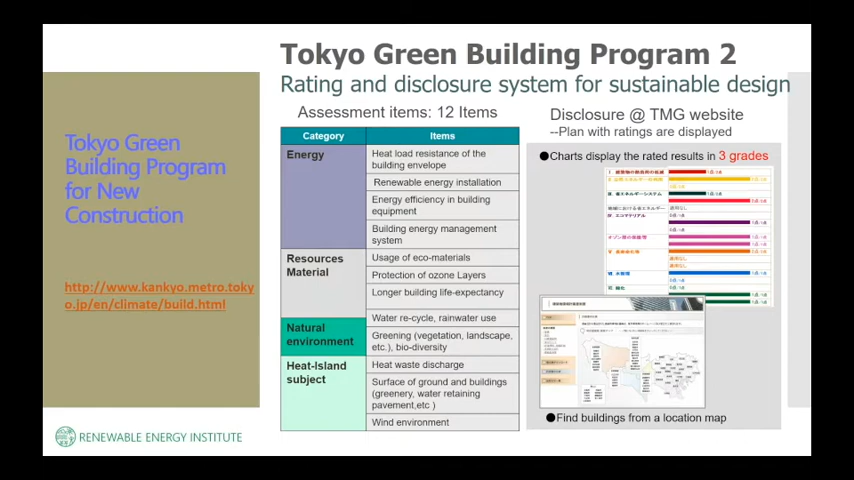 Tokyo Green Building Program 2
Rating and disclosure system for sustainable design
Tokyo Green
Building Program
for New
Construction
http://www.kankyo.metro.toky
o.jp/en/climate/build.html
Assessment items: 12 Items
Category
Items
Energy
Heat load resistance of the
building envelope
Renewable energy installation
Energy efficiency in building
equipment
Building energy management
system
Resources
Material
Usage of eco-materials
Protection of ozone Layers
Longer building life-expectancy
Water re-cycle, rainwater use
Natural
environment
Greening (vegetation, landscape,
etc.), bio-diversity
Heat-Island
subject
Heat waste discharge
Surface of ground and buildings
(greenery, water retaining
pavement,etc )
Wind environment
Disclosure @ TMG website
--Plan with ratings are displayed
●Charts display the rated results in 3 grades
●Find buildings from a location map
RENEWABLE ENERGY INSTITUTE